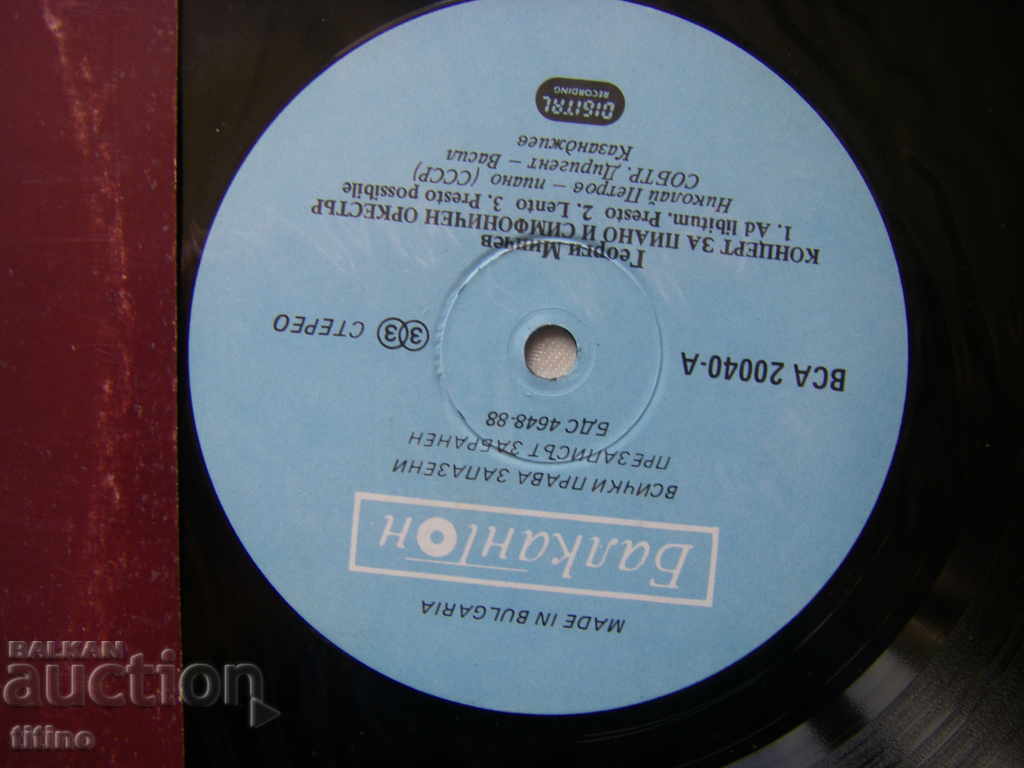 MADE IN BULGARIA
БалканТон
ВСИЧКИ ПРАВА ЗАПАЗЕНИ
ПРЕЗАПИСЪТ ЗАБРАНЕН
БДС 4648-88
ВСА 20040-А
33 СТЕРЕО
Георги Минчев
КОНЦЕРТ ЗА ПИАНО И СИМФОНИЧЕН ОРКЕСТЪР
1. Ad libitum. Presto 2. Lento 3. Presto possibile
Николай Петров – пиано (СССР)
СОБТР. Диригент – Васил
Казанджиев
DIGITAL
RECORDING
BALKAN
auction
titino